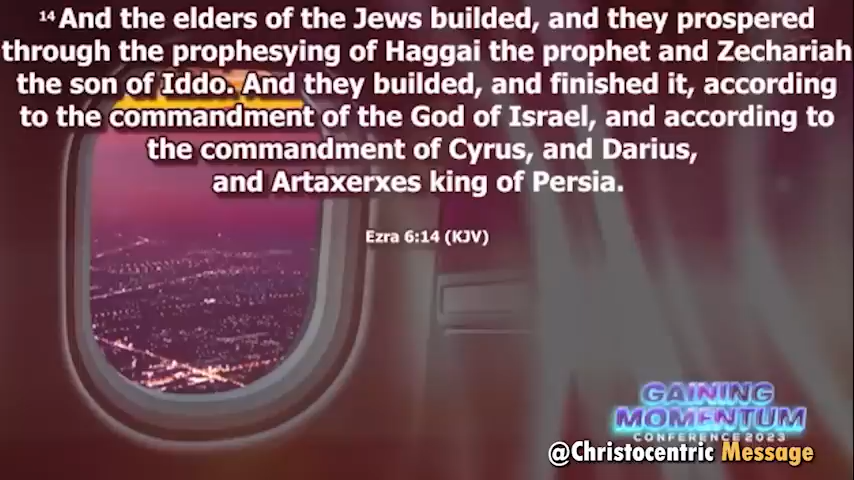 14 And the elders of the Jews builded, and they prospered
through the prophesying of Haggai the prophet and Zechariah
the son of Iddo. And they builded, and finished it, according
to the commandment of the God of Israel, and according to
the commandment of Cyrus, and Darius,
and Artaxerxes king of Persia.
Ezra 6:14 (KJV)
GAINING
MOMENTUM
CONFERENCE 2023
@Christocentric Message